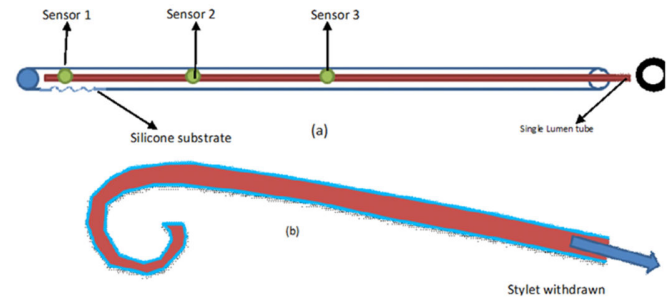 Sensor 1
Sensor 2
Sensor 3
Single Lumen tube
Silicone substrate
(a)
(b)
Stylet withdrawn